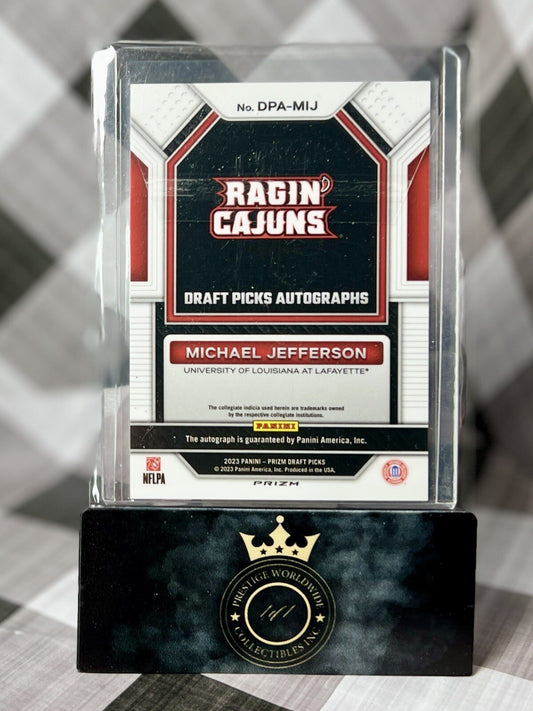 No. DPA-MIJ
RAGIN'
CAJUNS
DRAFT PICKS AUTOGRAPHS
MICHAEL JEFFERSON
UNIVERSITY OF LOUISIANA AT LAFAYETTE®
The collegiate indicia used herein are trademarks owned
by the respective collegiate institutions.
PANINI
The autograph is guaranteed by Panini America, Inc.
2023 PANINI – PRIZM DRAFT PICKS
© 2023 Panini America, Inc. Produced in the USA.
NFLPA
PRIZM
PRESTIGE WORLDWIDE
1of1
COLLECTIBLES INC